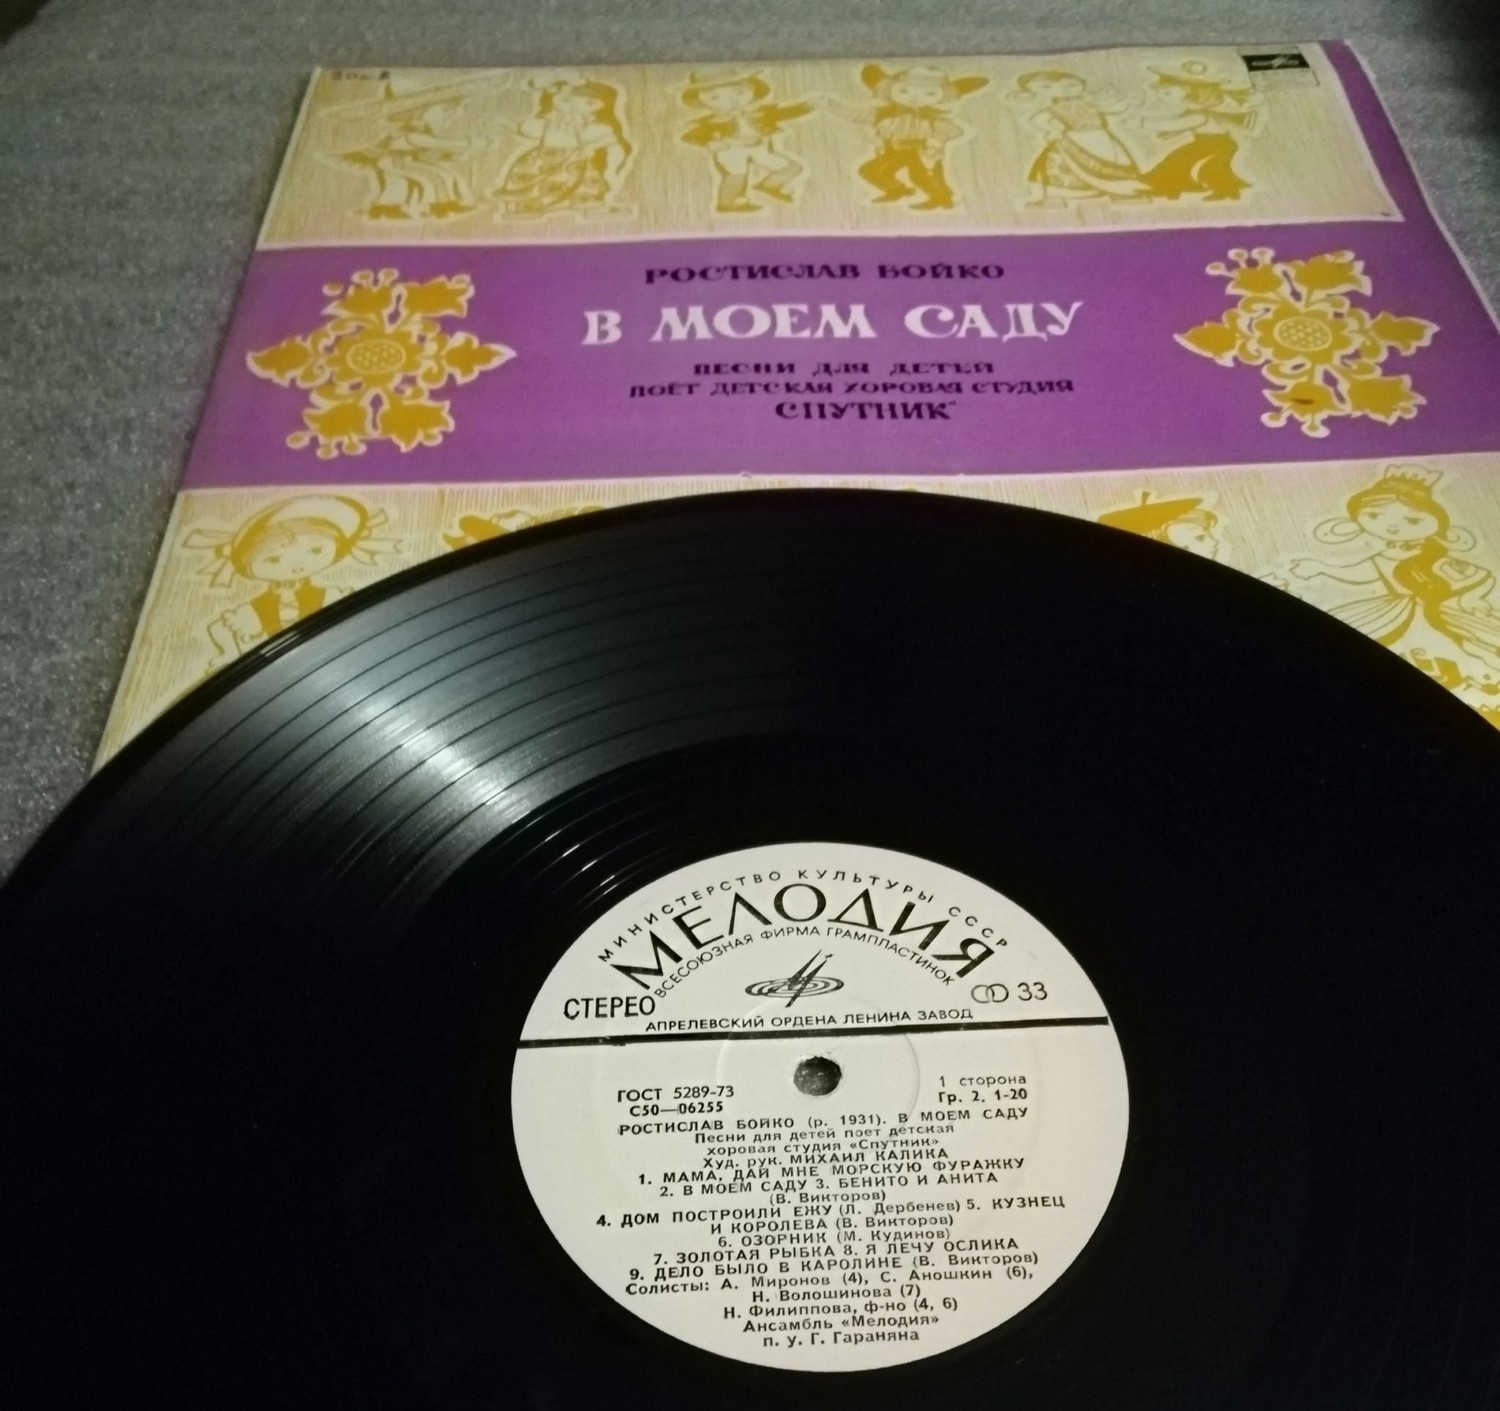 РОСТИСЛАВ БОЙКО
В МОЕМ САДУ
ПЕСНИ ДЛЯ ДЕТЕЙ
ПОЁТ ДЕТСКАЯ ХОРОВАЯ СТУДИЯ
СПУТНИК"
МИНИСТЕРСТВО КУЛЬТУРЫ СССР
МЕЛОДИЯ
ВСЕСОЮЗНАЯ ФИРМА ГРАМПЛАСТИНОК
СТЕРЕО
33
АПРЕЛЕВСКИЙ ОРДЕНА ЛЕНИНА ЗАВОД
ГОСТ 5289-73
1 сторона
С50—06255
Гр. 2. 1-20
РОСТИСЛАВ БОЙКО (р. 1931). В МОЕМ САДУ
Песни для детей поет детская
хоровая студия «Спутник»
Худ. рук. МИХАИЛ КАЛИКА
1. МАМА, ДАЙ МНЕ МОРСКУЮ ФУРАЖКУ
2. В МОЕМ САДУ 3. БЕНИТО И АНИТА
(В. Викторов)
4. ДОМ ПОСТРОИЛИ ЕЖУ (Л. Дербенев) 5. КУЗНЕЦ
И КОРОЛЕВА (В. Викторов)
6. ОЗОРНИК (М. Кудинов)
7. ЗОЛОТАЯ РЫБКА 8. Я ЛЕЧУ ОСЛИКА
9. ДЕЛО БЫЛО В КАРОЛИНЕ (В. Викторов)
Солисты: А. Миронов (4), С. Аношкин (6),
Н. Волошинова (7)
Н. Филиппова, ф-но (4, 6)
Ансамбль «Мелодия»
п. у. Г. Гараняна